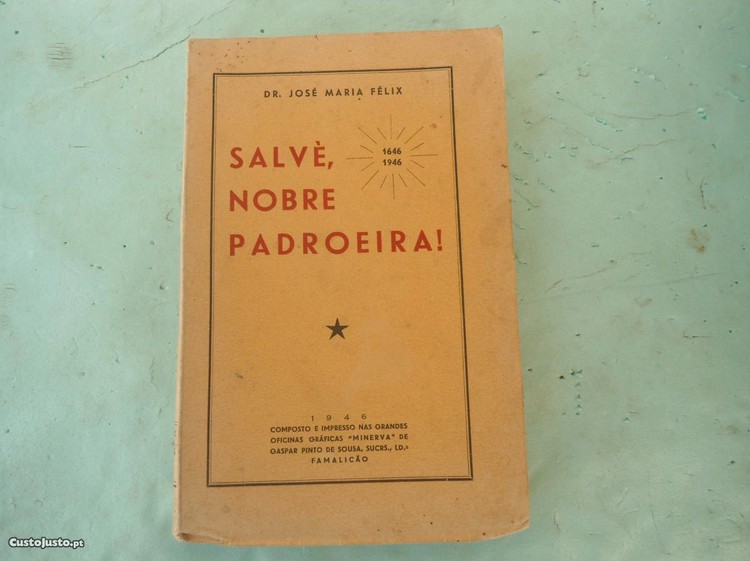 DR. JOSÉ MARIA FÉLIX
SALVÈ,
1646
1946
NOBRE
PADROEIRA!
1946
COMPOSTO E IMPRESSO NAS GRANDES
OFICINAS GRÁFICAS "MINERVA" DE
GASPAR PINTO DE SOUSA, SUCRS., LD.ª
FAMALICÃO
CustoJusto.pt